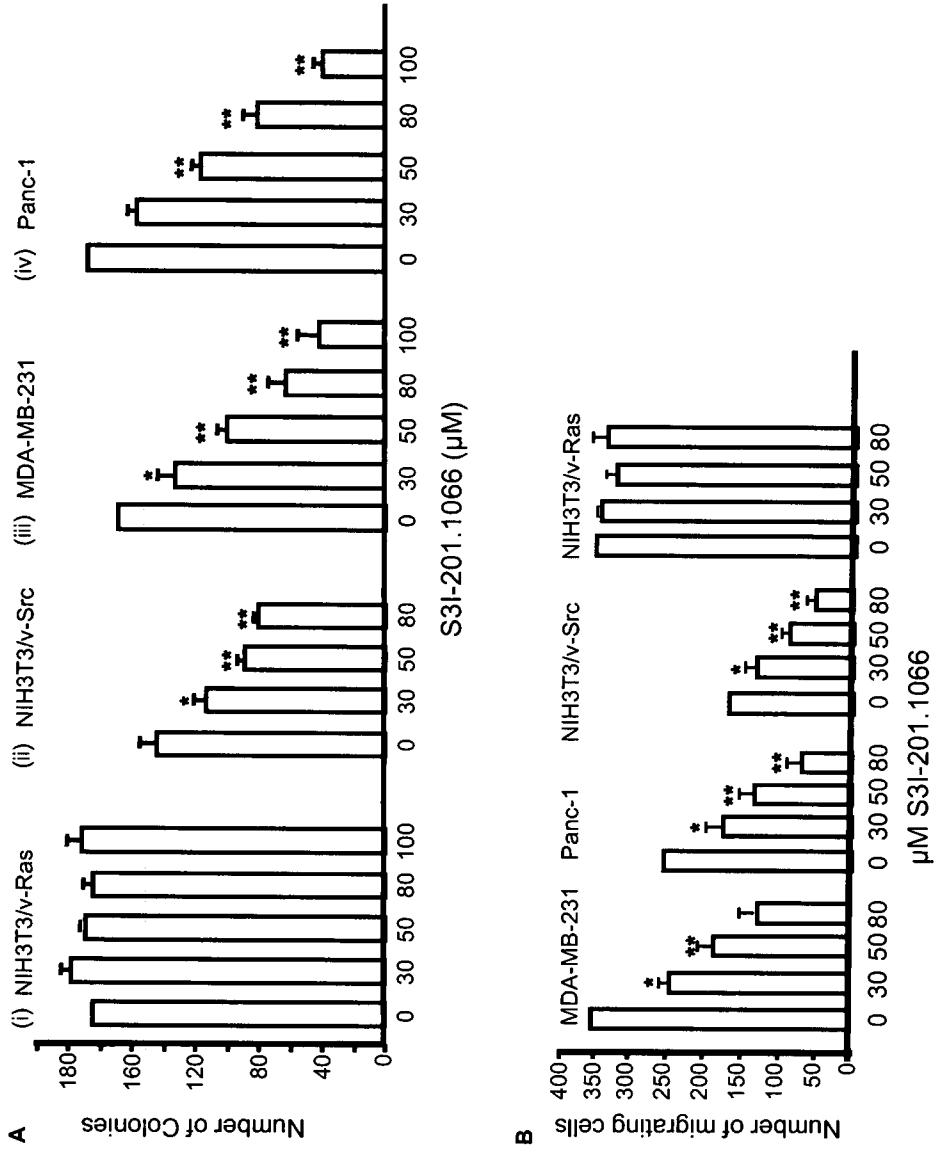 A
(i) NIH3T3/v-Ras
(ii) NIH3T3/v-Src
(iii) MDA-MB-231
(iv) Panc-1
Number of Colonies
180
120
80
40
0
* ** **
* ** ** **
** ** **
0 30 50 80 100
0 30 50 80
0 30 50 80 100
0 30 50 80 100
S3I-201.1066 (µM)
B
MDA-MB-231
Panc-1
NIH3T3/v-Src
NIH3T3/v-Ras
Number of migrating cells
400
350
300
250
200
150
100
50
0
* **
* ** **
* ** **
0 30 50 80
0 30 50 80
0 30 50 80
0 30 50 80
µM S3I-201.1066